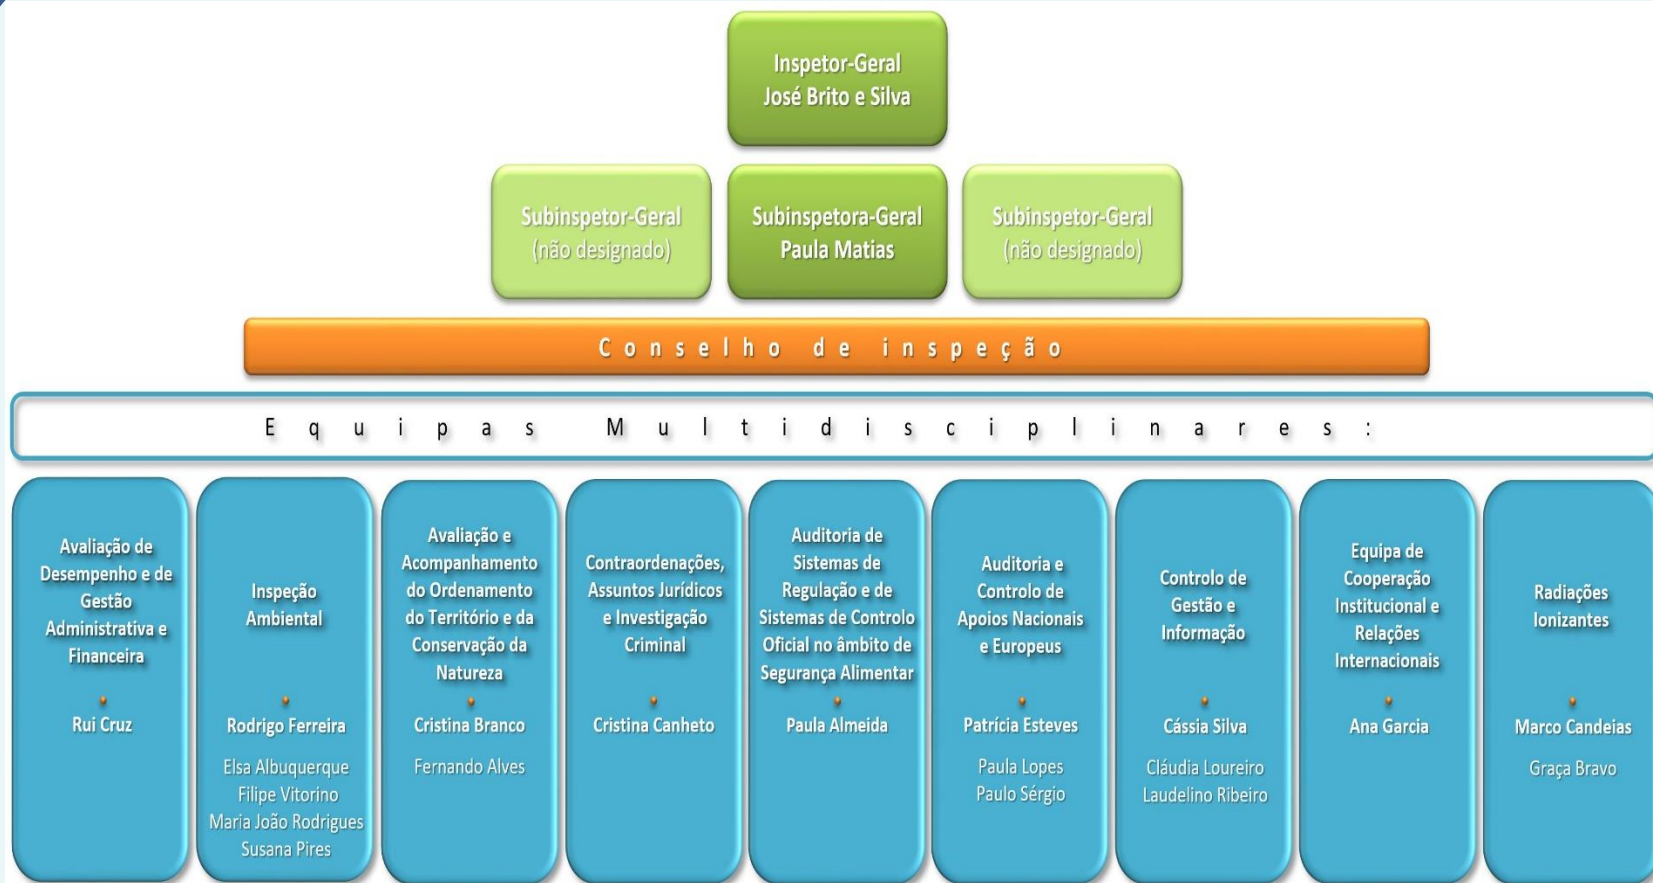 Inspetor-Geral
José Brito e Silva
Subinspetor-Geral
(não designado)
Subinspetora-Geral
Paula Matias
Subinspetor-Geral
(não designado)
Conselho de inspeção
Equipas Multidisciplinares:
Avaliação de
Desempenho e de
Gestão
Administrativa e
Financeira
Rui Cruz
Inspeção
Ambiental
Rodrigo Ferreira
Elsa Albuquerque
Filipe Vitorino
Maria João Rodrigues
Susana Pires
Avaliação e
Acompanhamento
do Ordenamento
do Território e da
Conservação da
Natureza
Cristina Branco
Fernando Alves
Contraordenações,
Assuntos Jurídicos
e Investigação
Criminal
Cristina Canheto
Auditoria de
Sistemas de
Regulação e de
Sistemas de Controlo
Oficial no âmbito de
Segurança Alimentar
Paula Almeida
Auditoria e
Controlo de
Apoios Nacionais
e Europeus
Patrícia Esteves
Paula Lopes
Paulo Sérgio
Controlo de
Gestão e
Informação
Cássia Silva
Cláudia Loureiro
Laudelino Ribeiro
Equipa de
Cooperação
Institucional e
Relações
Internacionais
Ana Garcia
Radiações
Ionizantes
Marco Candeias
Graça Bravo